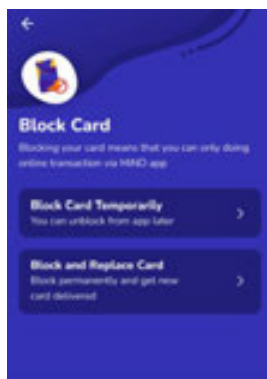 Block Card
Blocking your card means that you can only doing
online transaction via MIND app
Block Card Temporarily
You can unblock from app later
Block and Replace Card
Block permanently and get new
card delivered